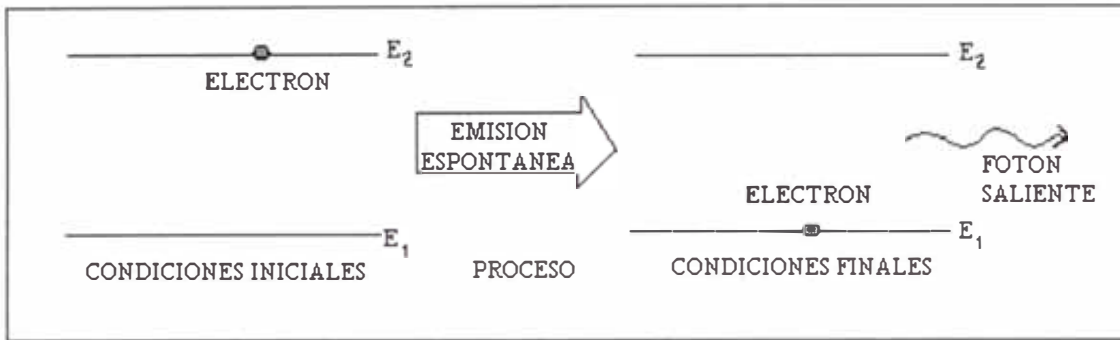 E2
ELECTRON
CONDICIONES INICIALES
E1
EMISION
ESPONTANEA
PROCESO
E2
FOTON
SALIENTE
ELECTRON
E1
CONDICIONES FINALES